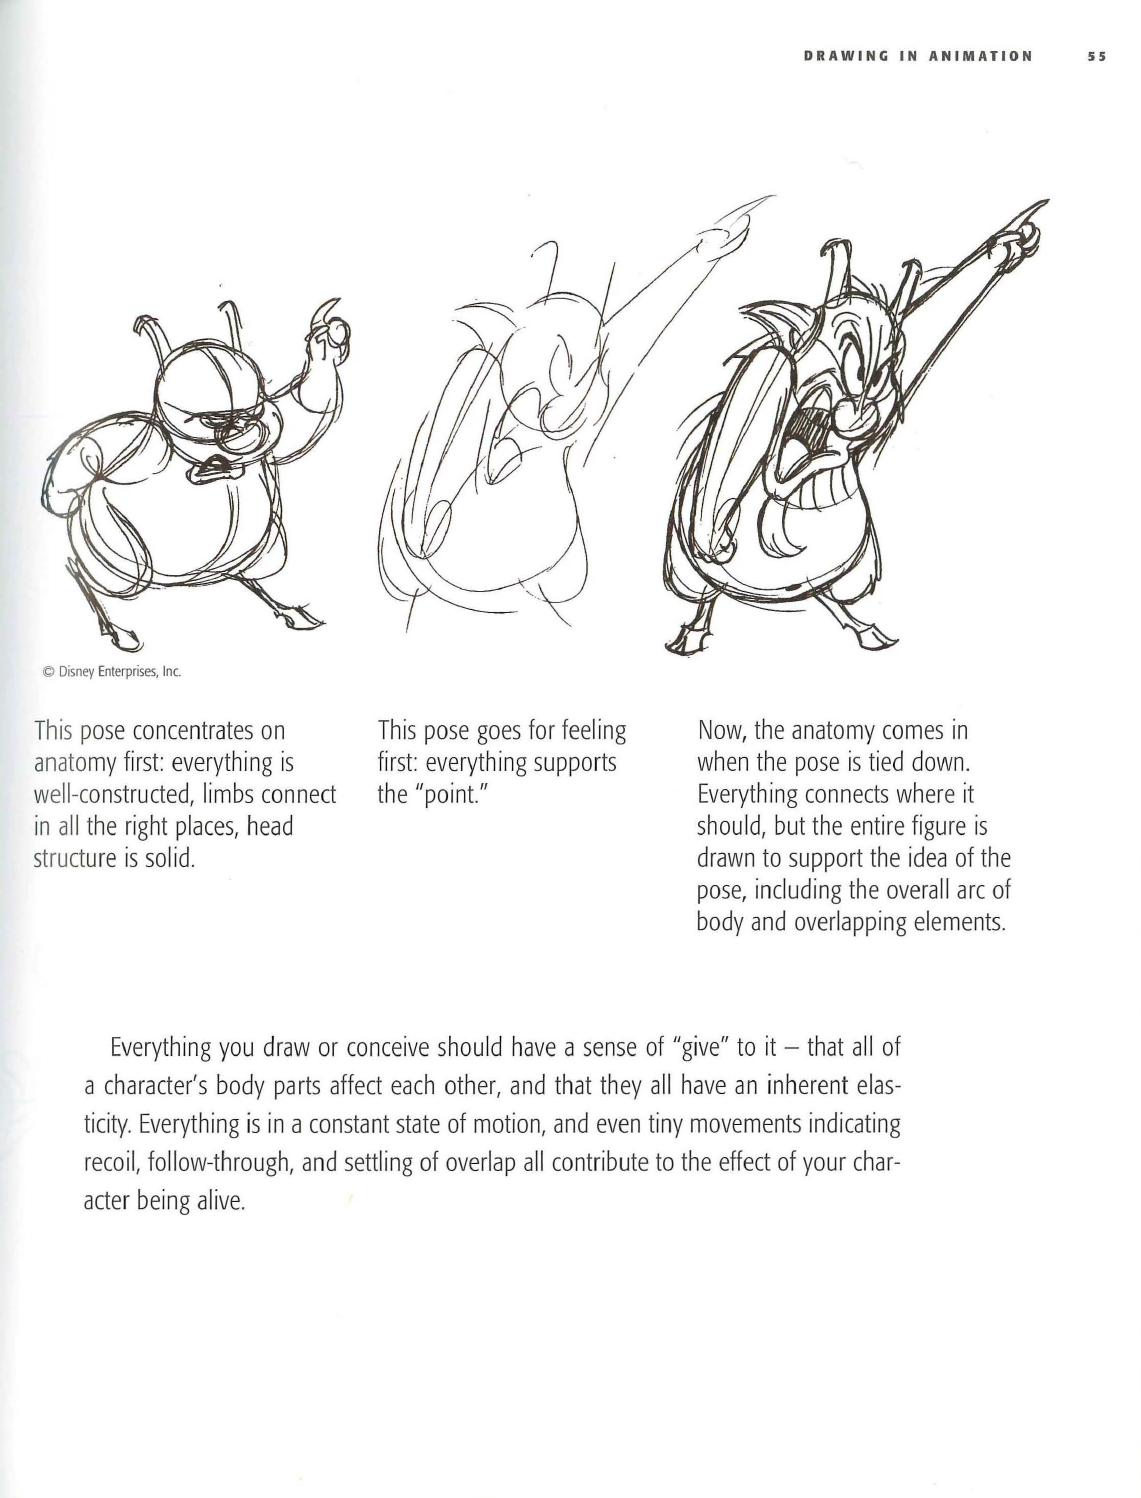 DRAWING IN ANIMATION 55
© Disney Enterprises, Inc.
This pose concentrates on
anatomy first: everything is
well-constructed, limbs connect
in all the right places, head
structure is solid.
This pose goes for feeling
first: everything supports
the “point.”
Now, the anatomy comes in
when the pose is tied down.
Everything connects where it
should, but the entire figure is
drawn to support the idea of the
pose, including the overall arc of
body and overlapping elements.
Everything you draw or conceive should have a sense of “give” to it – that all of
a character’s body parts affect each other, and that they all have an inherent elas-
ticity. Everything is in a constant state of motion, and even tiny movements indicating
recoil, follow-through, and settling of overlap all contribute to the effect of your char-
acter being alive.